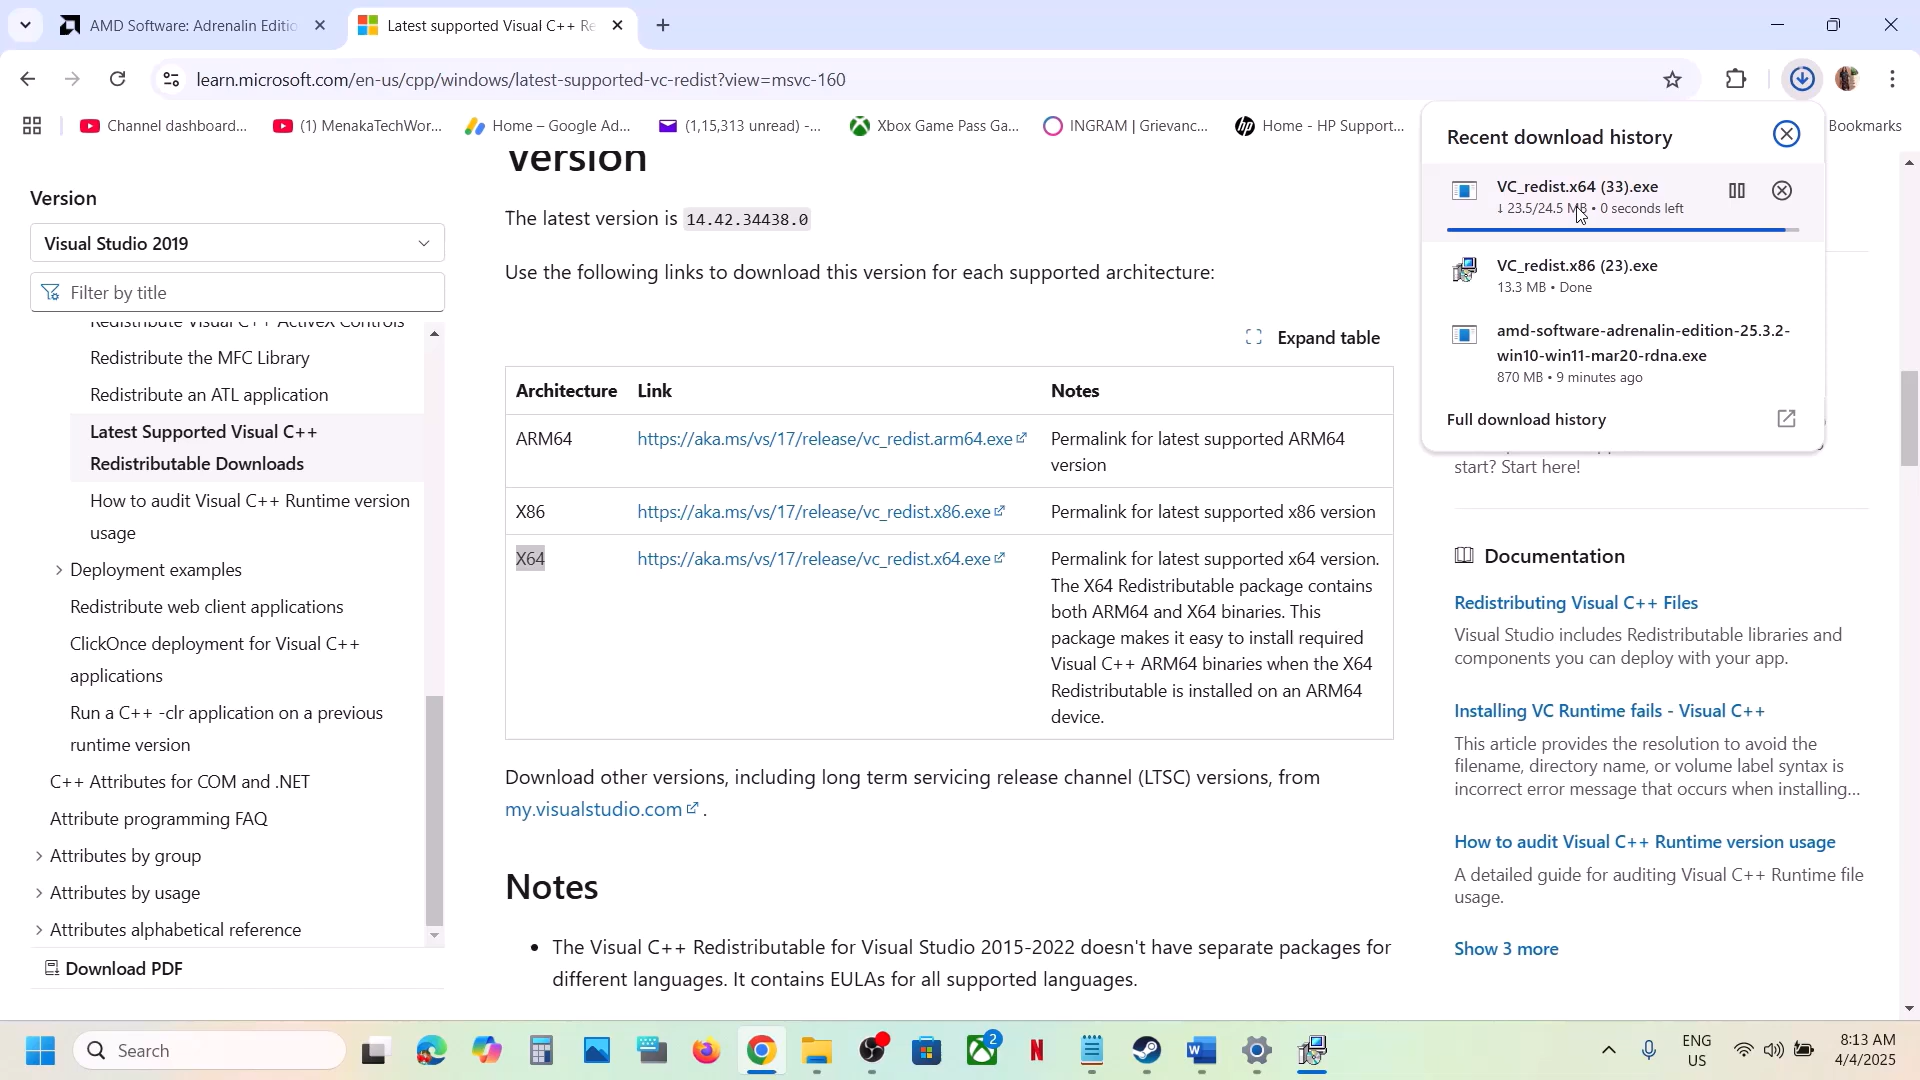 AMD Software: Adrenalin Editio
Latest supported Visual C++ Re
learn.microsoft.com/en-us/cpp/windows/latest-supported-vc-redist?view=msvc-160
Channel dashboard...
(1) MenakaTechWor...
Home – Google Ad...
(1,15,313 unread) -...
Xbox Game Pass Ga...
INGRAM | Grievanc...
Home - HP Support...
Bookmarks
Recent download history
VC_redist.x64 (33).exe
↓ 23.5/24.5 MB • 0 seconds left
VC_redist.x86 (23).exe
13.3 MB • Done
amd-software-adrenalin-edition-25.3.2-
win10-win11-mar20-rdna.exe
870 MB • 9 minutes ago
Full download history
Version
Visual Studio 2019
Filter by title
Redistribute Visual C++ ActiveX Controls
Redistribute the MFC Library
Redistribute an ATL application
Latest Supported Visual C++
Redistributable Downloads
How to audit Visual C++ Runtime version
usage
Deployment examples
Redistribute web client applications
ClickOnce deployment for Visual C++
applications
Run a C++ -clr application on a previous
runtime version
C++ Attributes for COM and .NET
Attribute programming FAQ
Attributes by group
Attributes by usage
Attributes alphabetical reference
Download PDF
version
The latest version is 14.42.34438.0
Use the following links to download this version for each supported architecture:
Expand table
Architecture Link Notes
ARM64 https://aka.ms/vs/17/release/vc_redist.arm64.exe Permalink for latest supported ARM64
version
X86 https://aka.ms/vs/17/release/vc_redist.x86.exe Permalink for latest supported x86 version
X64 https://aka.ms/vs/17/release/vc_redist.x64.exe Permalink for latest supported x64 version.
The X64 Redistributable package contains
both ARM64 and X64 binaries. This
package makes it easy to install required
Visual C++ ARM64 binaries when the X64
Redistributable is installed on an ARM64
device.
Download other versions, including long term servicing release channel (LTSC) versions, from
my.visualstudio.com .
Notes
• The Visual C++ Redistributable for Visual Studio 2015-2022 doesn't have separate packages for
different languages. It contains EULAs for all supported languages.
start? Start here!
Documentation
Redistributing Visual C++ Files
Visual Studio includes Redistributable libraries and
components you can deploy with your app.
Installing VC Runtime fails - Visual C++
This article provides the resolution to avoid the
filename, directory name, or volume label syntax is
incorrect error message that occurs when installing...
How to audit Visual C++ Runtime version usage
A detailed guide for auditing Visual C++ Runtime file
usage.
Show 3 more
Search
2
ENG
US
8:13 AM
4/4/2025